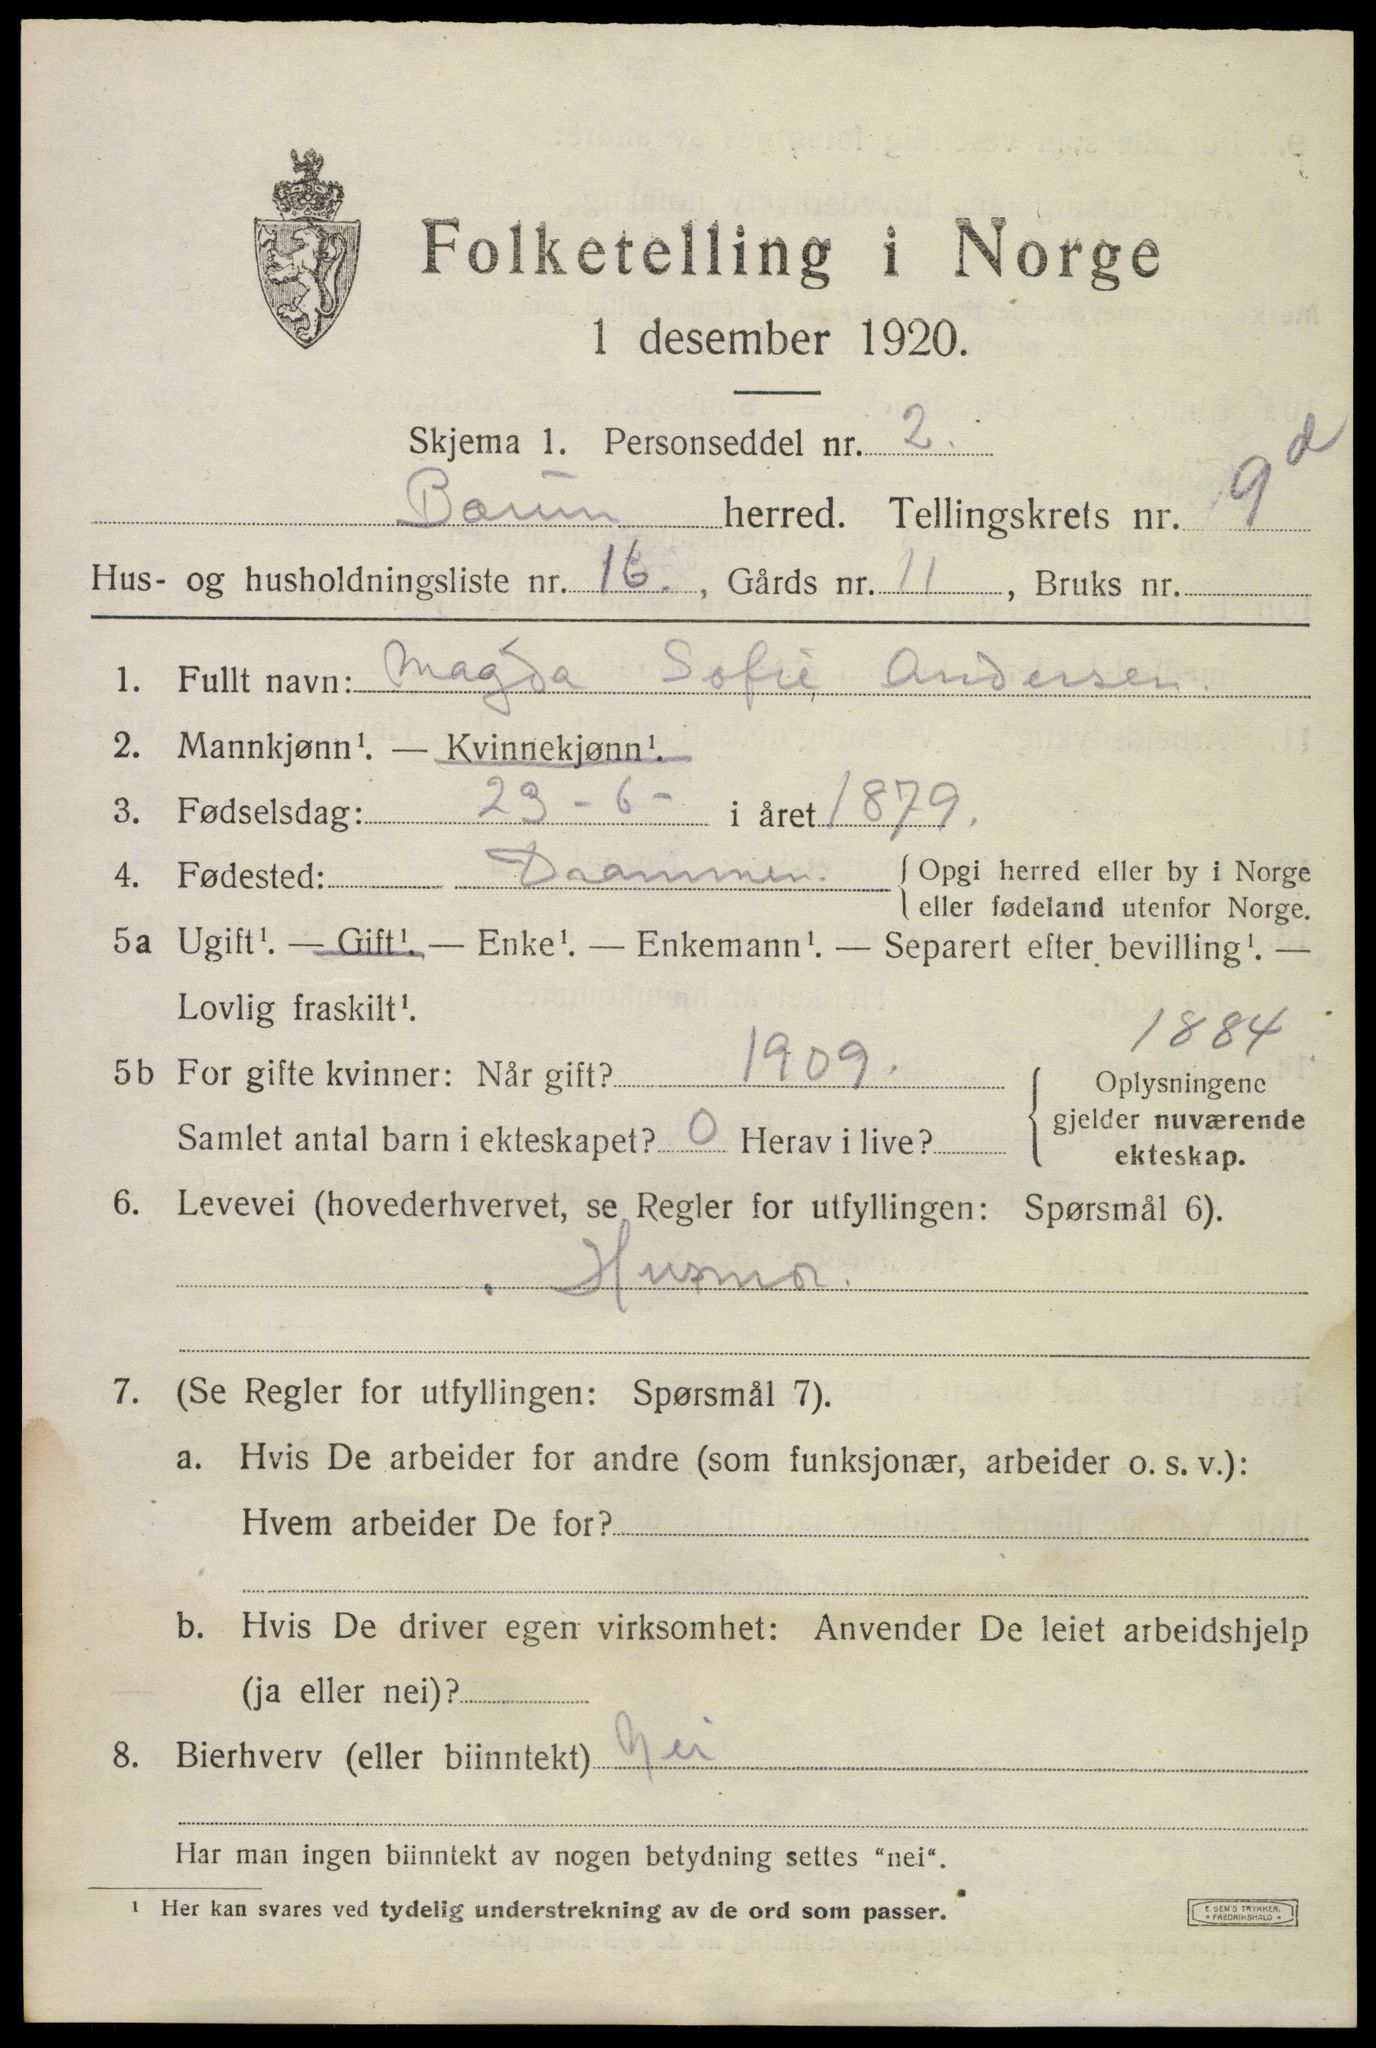 Folketelling i Norge
1 desember 1920.
Skjema 1. Personseddel nr. 2.
Bærum herred. Tellingskrets nr. 9 d
Hus- og husholdningsliste nr. 16., Gårds nr. 11, Bruks nr.
1. Fullt navn: Magda Sofie Andersen.
2. Mannkjønn¹. — Kvinnekjønn¹.
3. Fødselsdag: 23 - 6 - i året 1879.
4. Fødested: Drammen. { Opgi herred eller by i Norge
eller fødeland utenfor Norge.
5a Ugift¹. — Gift¹. — Enke¹. — Enkemann¹. — Separert efter bevilling¹. —
Lovlig fraskilt¹.
1884
5b For gifte kvinner: Når gift? 1909. { Oplysningene
gjelder nuværende
Samlet antal barn i ekteskapet? 0 Herav i live?
ekteskap.
6. Levevei (hovederhvervet, se Regler for utfyllingen: Spørsmål 6).
Husmor.
7. (Se Regler for utfyllingen: Spørsmål 7).
a. Hvis De arbeider for andre (som funksjonær, arbeider o. s. v.):
Hvem arbeider De for?
b. Hvis De driver egen virksomhet: Anvender De leiet arbeidshjelp
(ja eller nei)?
8. Bierhverv (eller biinntekt) Nei
Har man ingen biinntekt av nogen betydning settes “nei“.
¹ Her kan svares ved tydelig understrekning av de ord som passer.
E. SEM'S TRYKKERI
FREDRIKSHALD